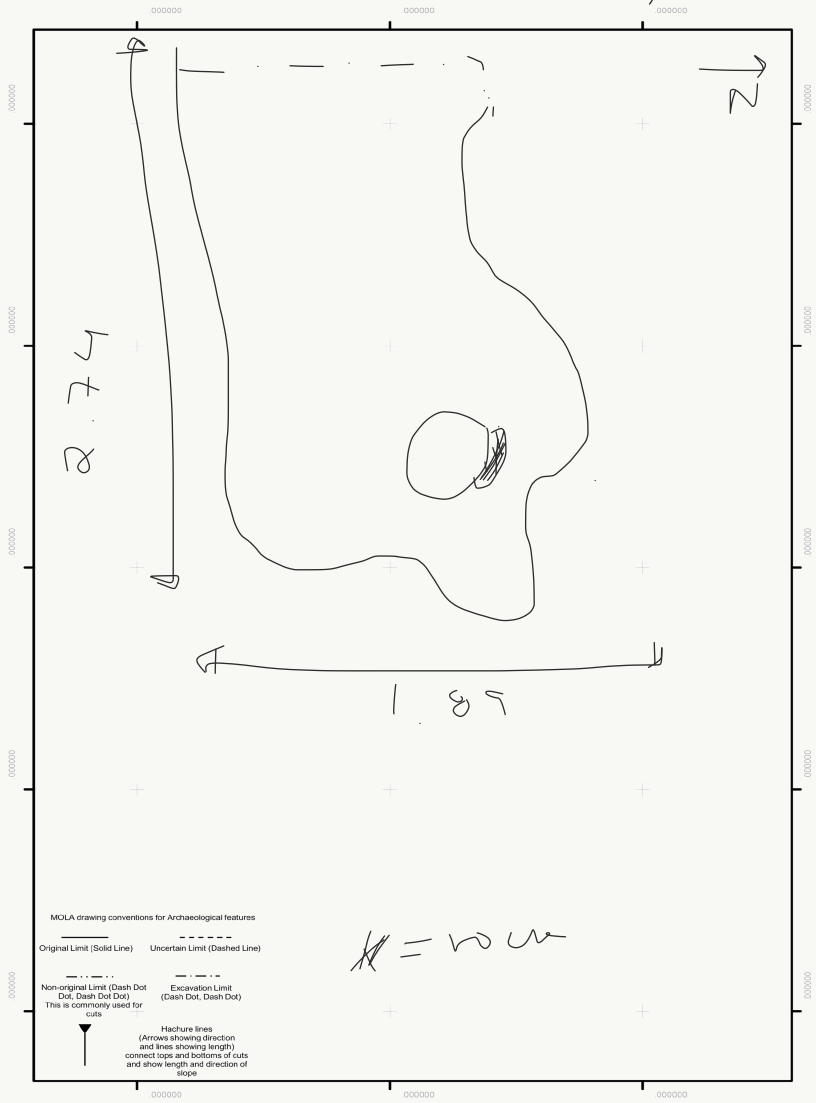 .000000 .000000 .000000
.000000 .000000
N
.000000 .000000
2.74
.000000 .000000
.000000 .000000
MOLA drawing conventions for Archaeological features
Original Limit (Solid Line)
Uncertain Limit (Dashed Line)
Non-original Limit (Dash Dot
Dot, Dash Dot Dot)
This is commonly used for
cuts
Excavation Limit
(Dash Dot, Dash Dot)
.000000 .000000
Hachure lines
(Arrows showing direction
and lines showing length)
connect tops and bottoms of cuts
and show length and direction of
slope
.000000 .000000 .000000